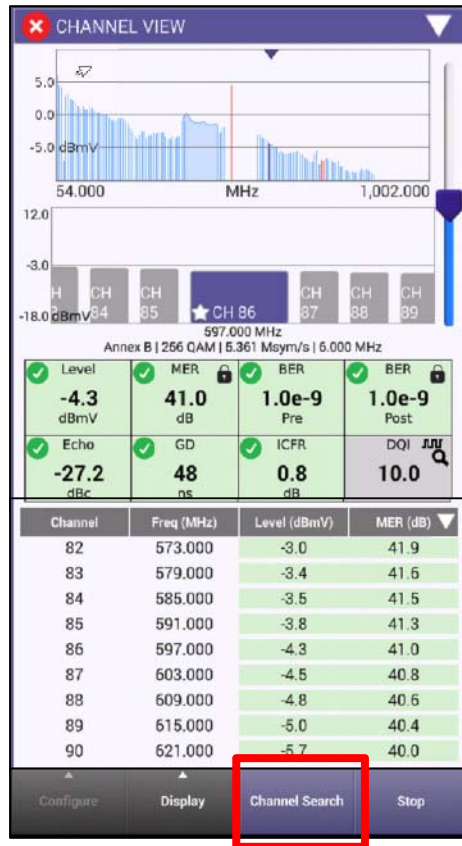 CHANNEL VIEW
5.0
0.0
-5.0 dBmV
54.000 MHz 1,002.000
12.0
-3.0
-18.0 dBmV
H CH CH CH CH CH
84 85 CH 86 87 88 89
597.000 MHz
Annex B | 256 QAM | 5.361 Msym/s | 6.000 MHz
Level MER BER BER
-4.3 41.0 1.0e-9 1.0e-9
dBmV dB Pre Post
Echo GD ICFR DQI
-27.2 48 0.8 10.0
dBc ns dB
Channel Freq (MHz) Level (dBmV) MER (dB)
82 573.000 -3.0 41.9
83 579.000 -3.4 41.6
84 585.000 -3.5 41.5
85 591.000 -3.8 41.3
86 597.000 -4.3 41.0
87 603.000 -4.5 40.8
88 609.000 -4.8 40.6
89 615.000 -5.0 40.4
90 621.000 -5.7 40.0
Configure Display Channel Search Stop